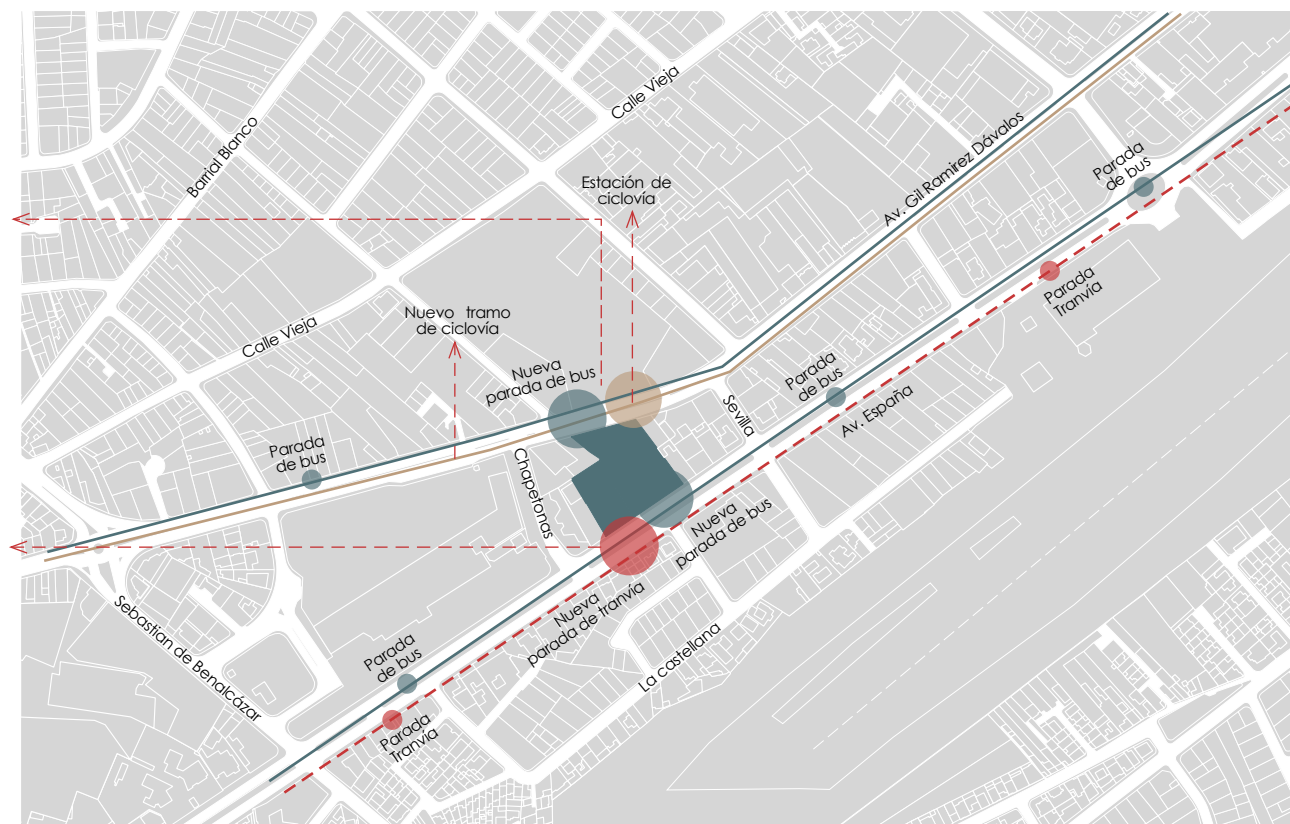 Calle Vieja
Barrial Blanco
Av. Gil Ramirez Dávalos
Parada
de bus
Estación de
ciclovía
Parada
Tranvía
Nuevo tramo
de ciclovía
Calle Vieja
Nueva
parada de bus
Parada
de bus
Sevilla
Av. España
Parada
de bus
Chapetonas
Nueva
parada de bus
Nueva
parada de tranvía
Sebastian de Benalcázar
La castellana
Parada
de bus
Parada
Tranvía